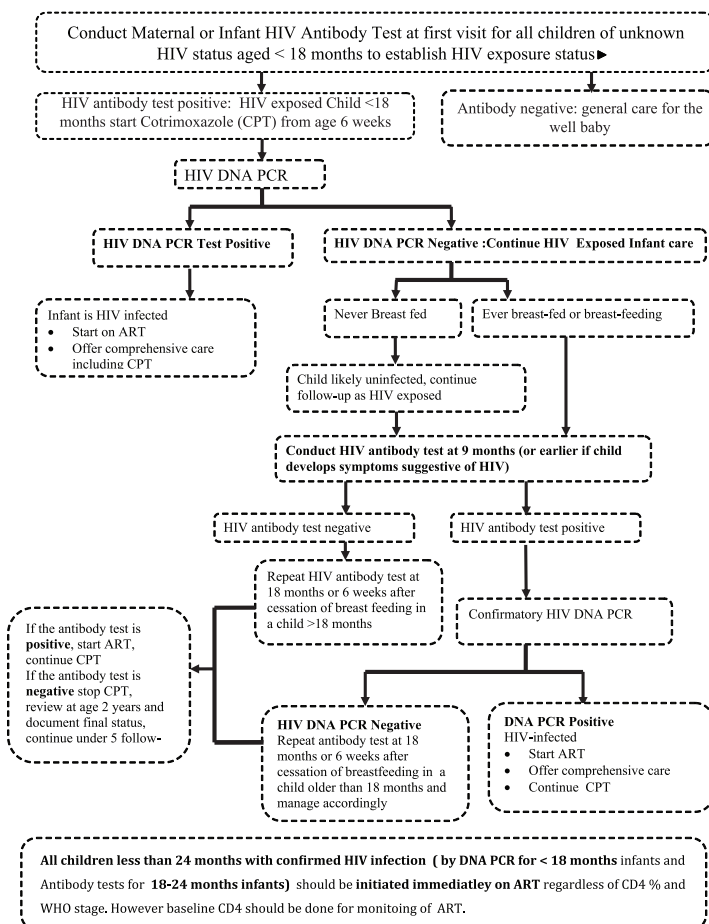 Conduct Maternal or Infant HIV Antibody Test at first visit for all children of unknown
HIV status aged < 18 months to establish HIV exposure status▶
HIV antibody test positive: HIV exposed Child <18
months start Cotrimoxazole (CPT) from age 6 weeks
Antibody negative: general care for the
well baby
HIV DNA PCR
HIV DNA PCR Test Positive
HIV DNA PCR Negative :Continue HIV Exposed Infant care
Infant is HIV infected
• Start on ART
• Offer comprehensive care
including CPT
Never Breast fed
Ever breast-fed or breast-feeding
Child likely uninfected, continue
follow-up as HIV exposed
Conduct HIV antibody test at 9 months (or earlier if child
develops symptoms suggestive of HIV)
HIV antibody test negative
HIV antibody test positive
Repeat HIV antibody test at
18 months or 6 weeks after
cessation of breast feeding in
a child >18 months
Confirmatory HIV DNA PCR
If the antibody test is
positive, start ART,
continue CPT
If the antibody test is
negative stop CPT,
review at age 2 years and
document final status,
continue under 5 follow-
HIV DNA PCR Negative
Repeat antibody test at 18
months or 6 weeks after
cessation of breastfeeding in a
child older than 18 months and
manage accordingly
DNA PCR Positive
HIV-infected
• Start ART
• Offer comprehensive care
• Continue CPT
All children less than 24 months with confirmed HIV infection ( by DNA PCR for < 18 months infants and
Antibody tests for 18-24 months infants) should be initiated immediatley on ART regardless of CD4 % and
WHO stage. However baseline CD4 should be done for monitoing of ART.